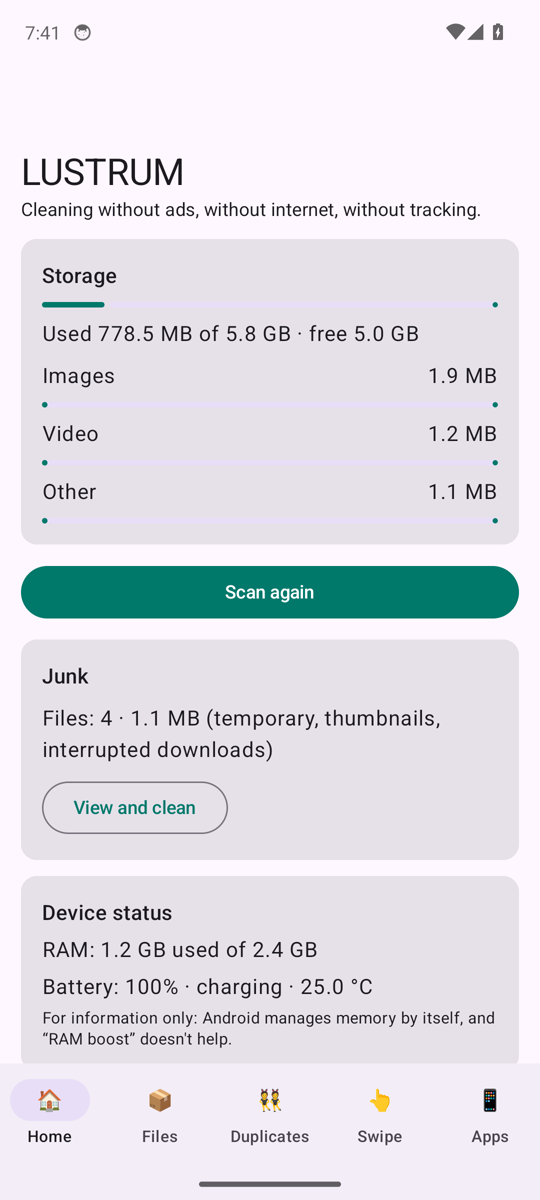 7:41
LUSTRUM
Cleaning without ads, without internet, without tracking.
Storage
Used 778.5 MB of 5.8 GB · free 5.0 GB
Images 1.9 MB
Video 1.2 MB
Other 1.1 MB
Scan again
Junk
Files: 4 · 1.1 MB (temporary, thumbnails,
interrupted downloads)
View and clean
Device status
RAM: 1.2 GB used of 2.4 GB
Battery: 100% · charging · 25.0 °C
For information only: Android manages memory by itself, and
“RAM boost” doesn't help.
Home Files Duplicates Swipe Apps